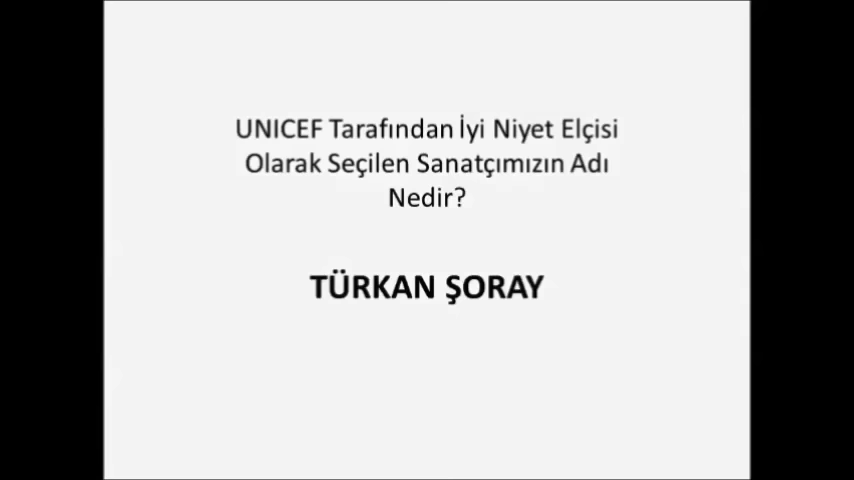 UNICEF Tarafından İyi Niyet Elçisi
Olarak Seçilen Sanatçımızın Adı
Nedir?
TÜRKAN ŞORAY